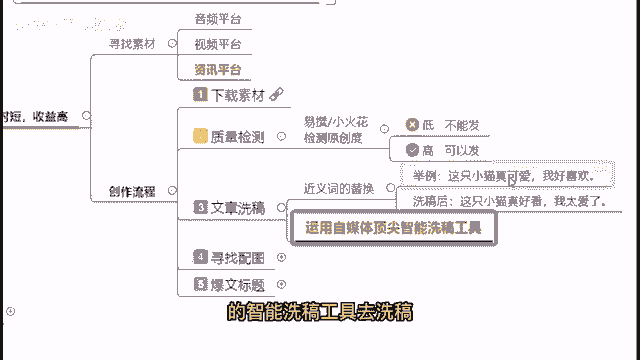 音频平台
寻找素材
视频平台
资讯平台
时短，收益高
1 下载素材
质量检测
易撰/小火花
检测原创度
低 不能发
高 可以发
创作流程
3 文章洗稿
近义词的替换
举例：这只小猫真可爱，我好喜欢。
洗稿后：这只小猫真好看，我太爱了。
运用自媒体顶尖智能洗稿工具
4 寻找配图
5 爆文标题
的智能洗稿工具去洗稿